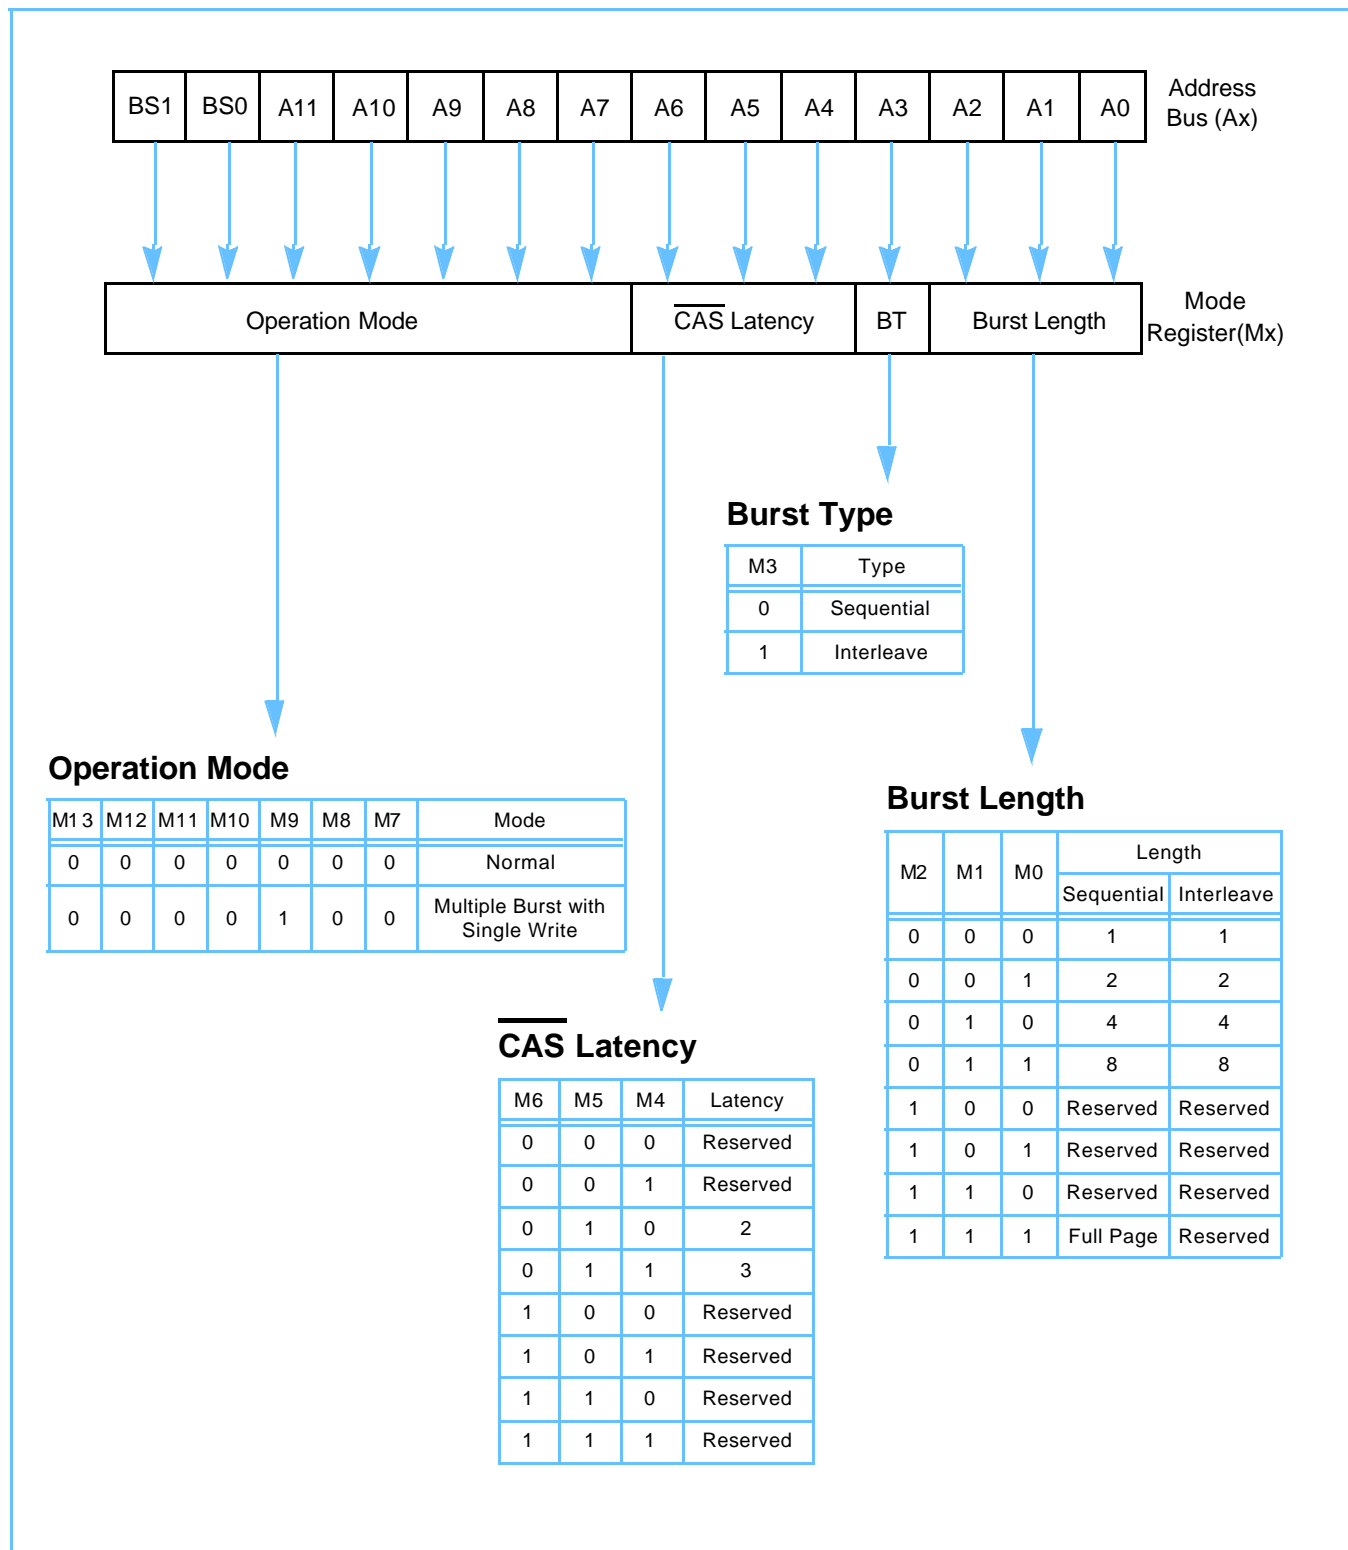 BS1 BS0 A11 A10 A9 A8 A7 A6 A5 A4 A3 A2 A1 A0
Address
Bus (Ax)
Operation Mode CAS Latency BT Burst Length
Mode
Register(Mx)
Burst Type
M3 Type
0 Sequential
1 Interleave
Operation Mode
M13 M12 M11 M10 M9 M8 M7 Mode
0 0 0 0 0 0 0 Normal
0 0 0 0 1 0 0 Multiple Burst with
Single Write
Burst Length
M2 M1 M0 Length
Sequential Interleave
0 0 0 1 1
0 0 1 2 2
0 1 0 4 4
0 1 1 8 8
1 0 0 Reserved Reserved
1 0 1 Reserved Reserved
1 1 0 Reserved Reserved
1 1 1 Full Page Reserved
CAS Latency
M6 M5 M4 Latency
0 0 0 Reserved
0 0 1 Reserved
0 1 0 2
0 1 1 3
1 0 0 Reserved
1 0 1 Reserved
1 1 0 Reserved
1 1 1 Reserved